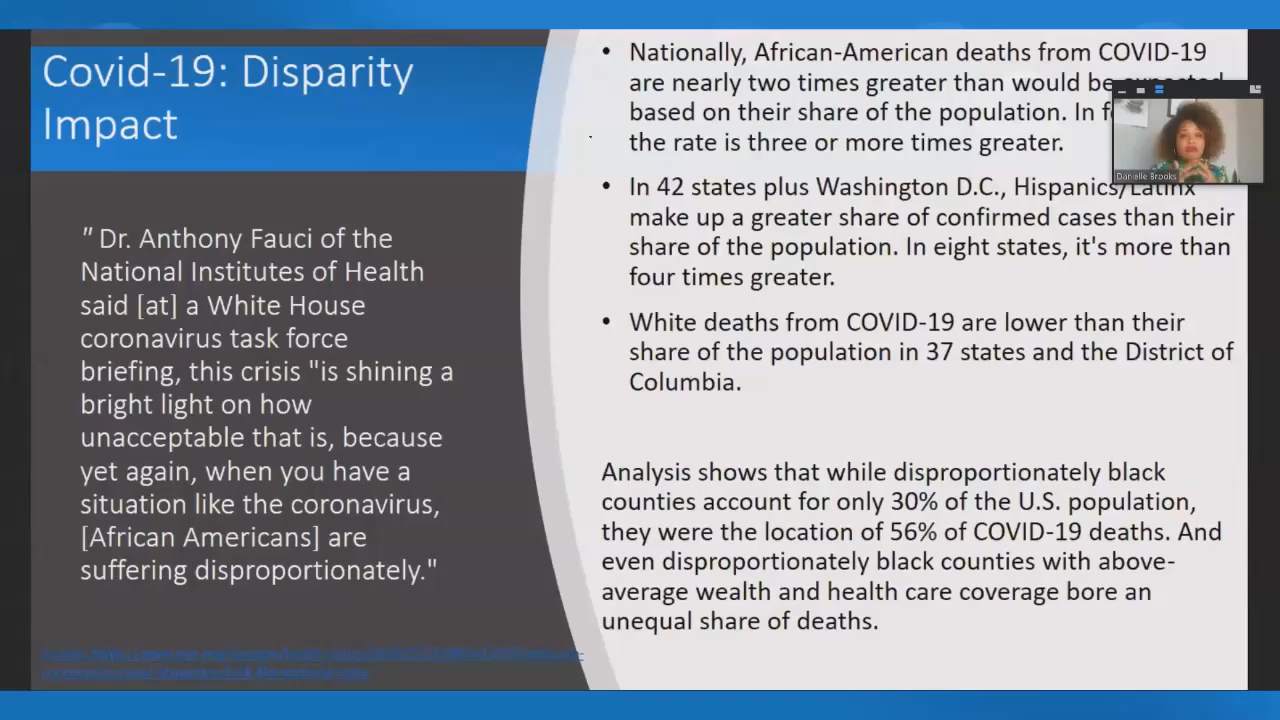 Covid-19: Disparity
Impact
" Dr. Anthony Fauci of the
National Institutes of Health
said [at] a White House
coronavirus task force
briefing, this crisis "is shining a
bright light on how
unacceptable that is, because
yet again, when you have a
situation like the coronavirus,
[African Americans] are
suffering disproportionately."
• Nationally, African-American deaths from COVID-19
are nearly two times greater than would be expected
based on their share of the population. In
the rate is three or more times greater.
• In 42 states plus Washington D.C., Hispanics/Latinx
make up a greater share of confirmed cases than their
share of the population. In eight states, it's more than
four times greater.
• White deaths from COVID-19 are lower than their
share of the population in 37 states and the District of
Columbia.
Analysis shows that while disproportionately black
counties account for only 30% of the U.S. population,
they were the location of 56% of COVID-19 deaths. And
even disproportionately black counties with above-
average wealth and health care coverage bore an
unequal share of deaths.
Danielle Brooks